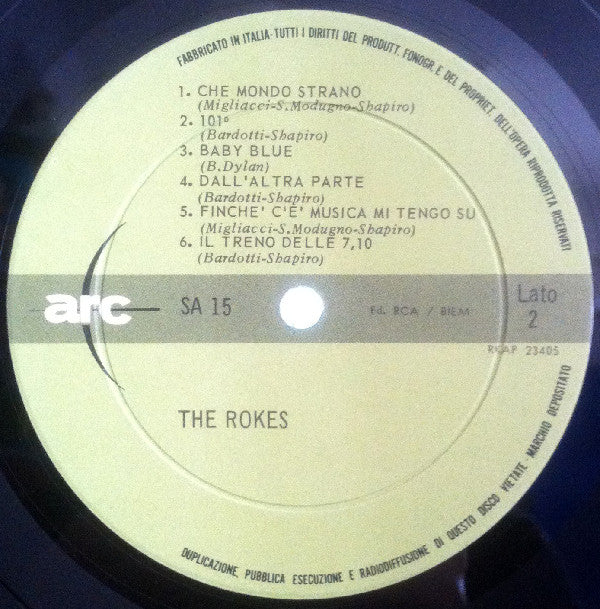 FABBRICATO IN ITALIA-TUTTI I DIRITTI DEL PRODUTT. FONOGR. E DEL PROPRIET. DELL'OPERA RIPRODOTTA RISERVATI
1. CHE MONDO STRANO
(Migliacci-S.Modugno-Shapiro)
2. 101º
(Bardotti-Shapiro)
3. BABY BLUE
(B.Dylan)
4. DALL'ALTRA PARTE
(Bardotti-Shapiro)
5. FINCHE' C'E' MUSICA MI TENGO SU
(Migliacci-S.Modugno-Shapiro)
6. IL TRENO DELLE 7,10
(Bardotti-Shapiro)
arc SA 15 Ed. RCA / BIEM Lato
2
RKAP 23405
THE ROKES
DUPLICAZIONE, PUBBLICA ESECUZIONE E RADIODIFFUSIONE DI QUESTO DISCO VIETATE MARCHIO DEPOSITATO